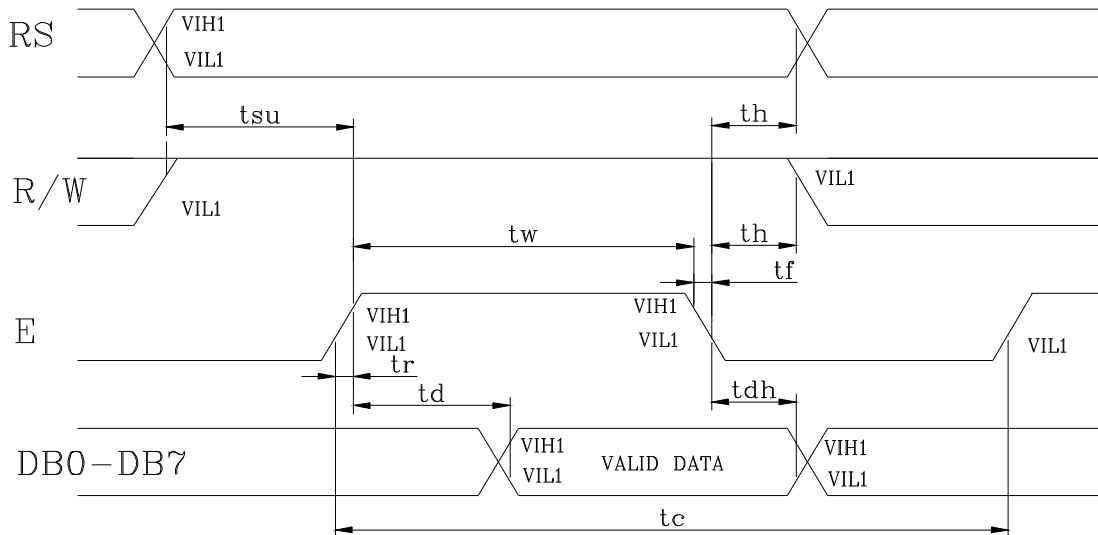 RS
VIH1
VIL1
tsu
th
R/W
VIL1
VIL1
tw
th
tf
E
VIH1
VIL1
VIH1
VIL1
VIL1
tr
td
tdh
DB0-DB7
VIH1
VIL1
VALID DATA
VIH1
VIL1
tc